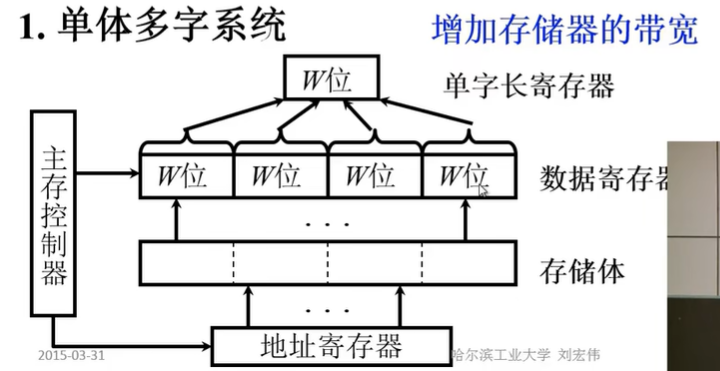 1. 单体多字系统
增加存储器的带宽
W位
单字长寄存器
主存控制器
W位 W位 W位 W位
数据寄存器
. . .
存储体
. . .
地址寄存器
2015-03-31
哈尔滨工业大学 刘宏伟